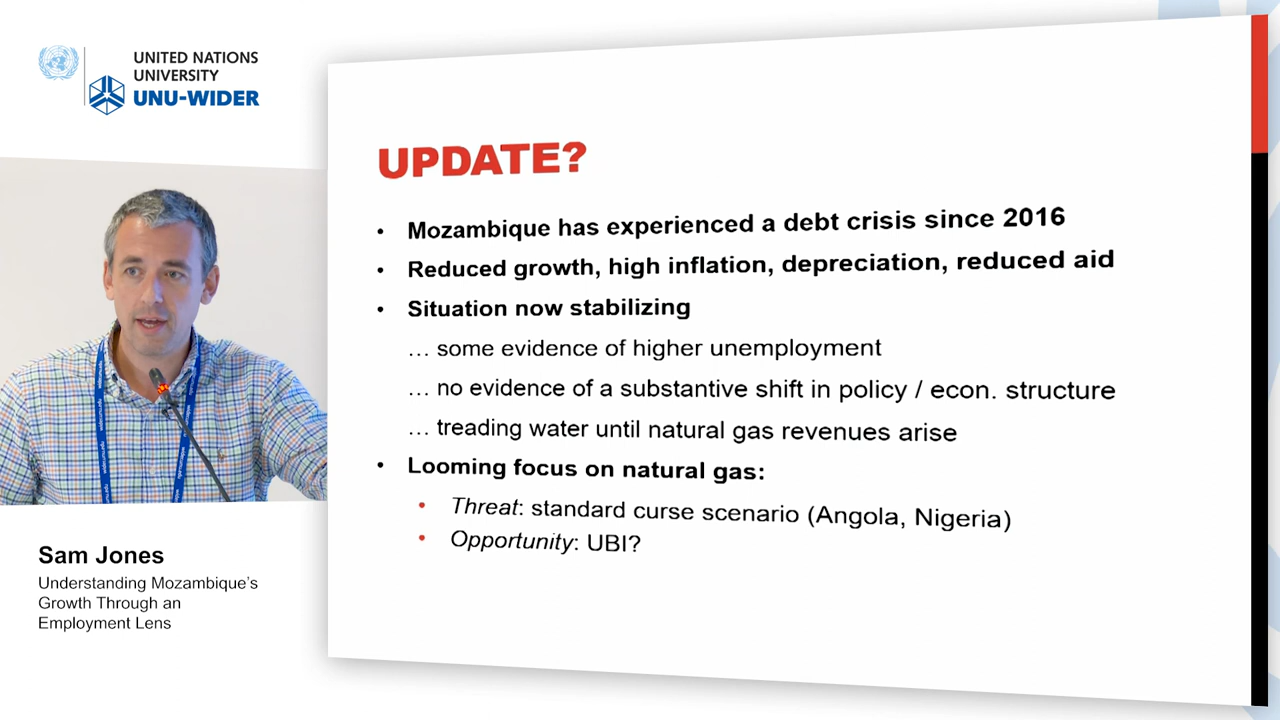 UNITED NATIONS
UNIVERSITY
UNU-WIDER
UPDATE?
• Mozambique has experienced a debt crisis since 2016
• Reduced growth, high inflation, depreciation, reduced aid
• Situation now stabilizing
… some evidence of higher unemployment
… no evidence of a substantive shift in policy / econ. structure
… treading water until natural gas revenues arise
• Looming focus on natural gas:
• Threat: standard curse scenario (Angola, Nigeria)
• Opportunity: UBI?
Sam Jones
Understanding Mozambique's
Growth Through an
Employment Lens